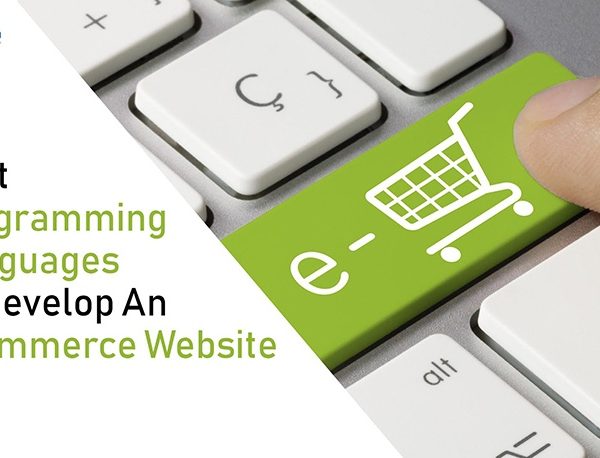 +
Ç }
t
gramming
guages
evelop An
mmerce Website
e-
alt